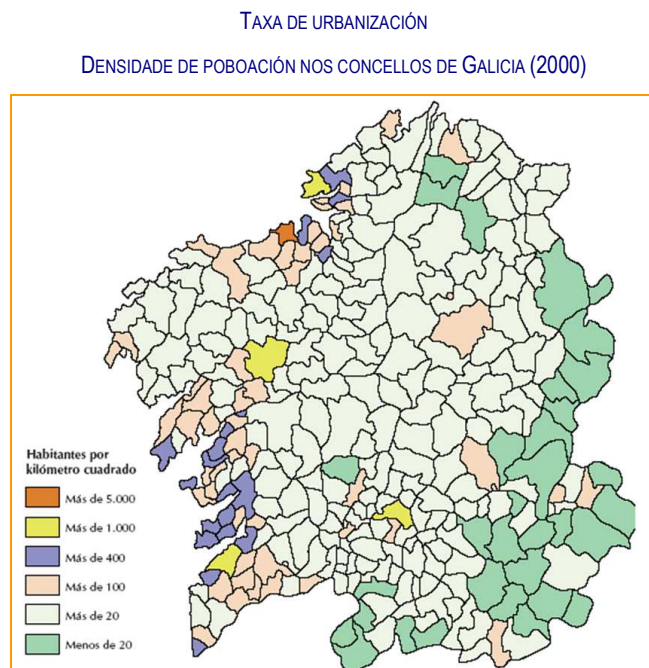 TAXA DE URBANIZACIÓN
DENSIDADE DE POBOACIÓN NOS CONCELLOS DE GALICIA (2000)
Habitantes por
kilómetro cuadrado
Más de 5.000
Más de 1.000
Más de 400
Más de 100
Más de 20
Menos de 20